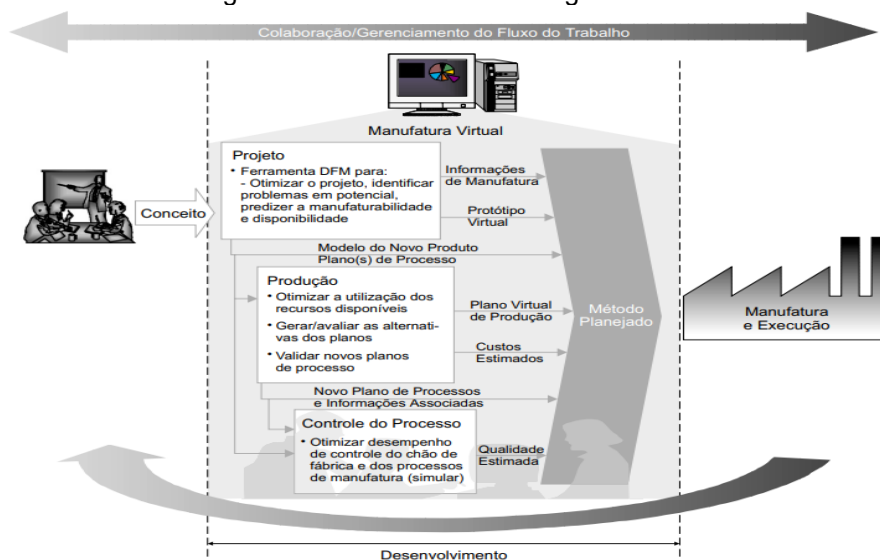 Colaboração/Gerenciamento do Fluxo do Trabalho
Manufatura Virtual
Projeto
• Ferramenta DFM para:
- Otimizar o projeto, identificar
problemas em potencial,
predizer a manufaturabilidade
e disponibilidade
Informações
de Manufatura
Protótipo
Virtual
Conceito
Modelo do Novo Produto
Plano(s) de Processo
Produção
• Otimizar a utilização dos
recursos disponíveis
• Gerar/avaliar as alternati-
vas dos planos
• Validar novos planos
de processo
Plano Virtual
de Produção
Custos
Estimados
Método
Planejado
Manufatura
e Execução
Novo Plano de Processos
e Informações Associadas
Controle do Processo
• Otimizar desempenho
de controle do chão de
fábrica e dos processos
de manufatura (simular)
Qualidade
Estimada
Desenvolvimento